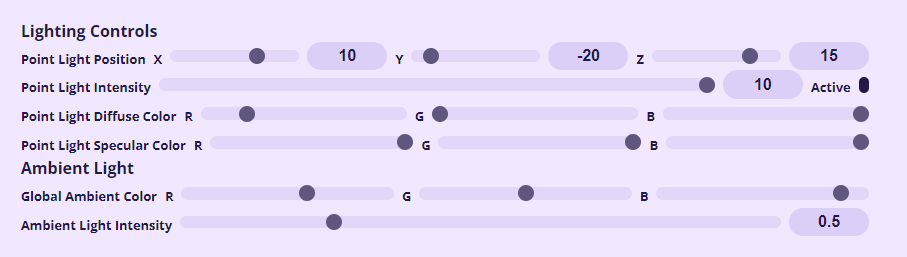 Lighting Controls
Point Light Position X 10 Y -20 Z 15
Point Light Intensity 10 Active
Point Light Diffuse Color R G B
Point Light Specular Color R G B
Ambient Light
Global Ambient Color R G B
Ambient Light Intensity 0.5